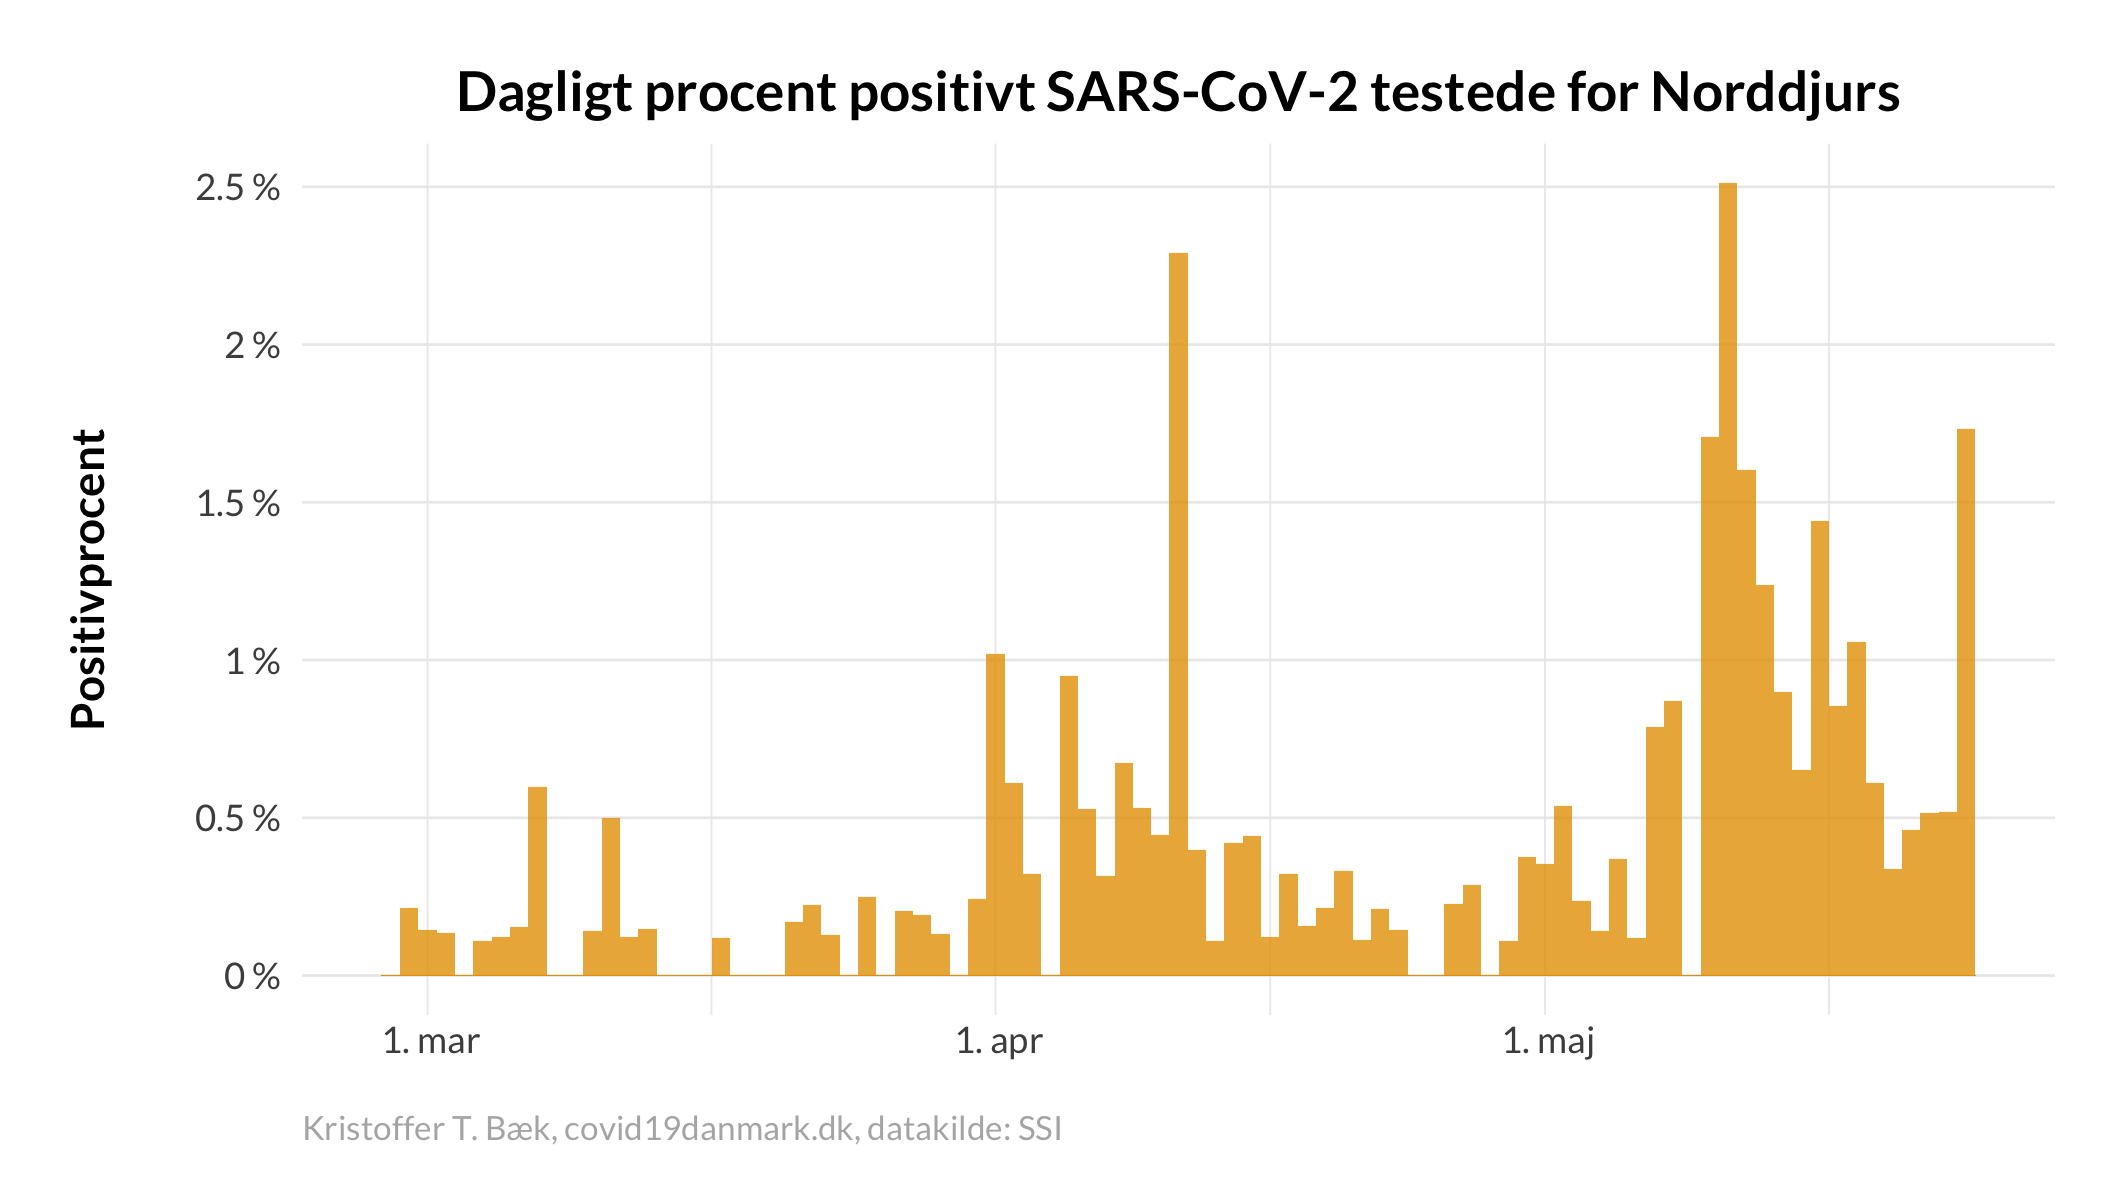 Dagligt procent positivt SARS-CoV-2 testede for Norddjurs
Positivprocent
2.5 %
2 %
1.5 %
1 %
0.5 %
0 %
1. mar
1. apr
1. maj
Kristoffer T. Bæk, covid19danmark.dk, datakilde: SSI